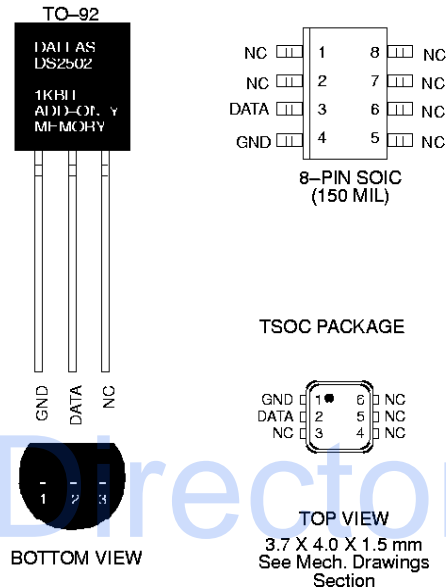 TO–92
DALLAS
DS2502
1KBIT
ADD–ONLY
MEMORY
GND
DATA
NC
1 2 3
BOTTOM VIEW
NC 1 8 NC
NC 2 7 NC
DATA 3 6 NC
GND 4 5 NC
8–PIN SOIC
(150 MIL)
TSOC PACKAGE
GND 1 6 NC
DATA 2 5 NC
NC 3 4 NC
TOP VIEW
3.7 X 4.0 X 1.5 mm
See Mech. Drawings
Section
Director